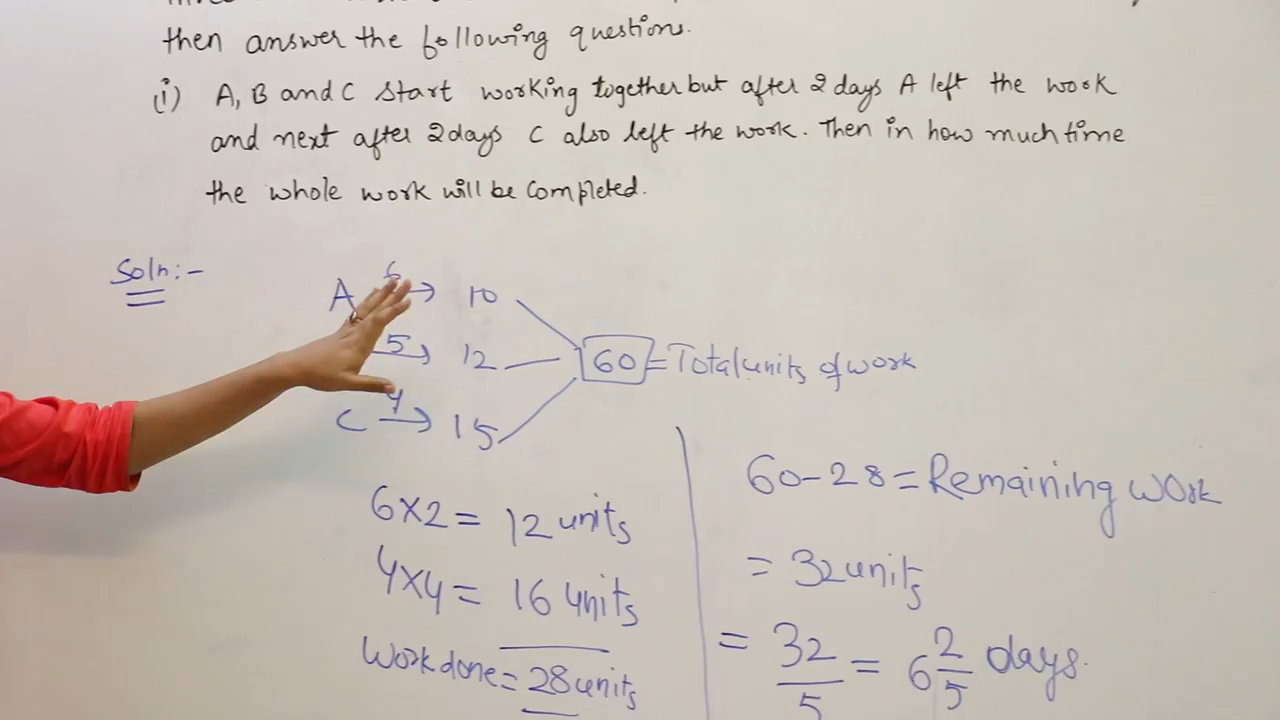 then answer the following questions.
(i) A, B and C start working together but after 2 days A left the work
and next after 2 days C also left the work. Then in how much time
the whole work will be completed.
Soln:-
A 6 → 10
5 → 12
C 4 → 15
60 = Total units of work
6×2 = 12 units
4×4 = 16 units
Work done = 28 units
60-28 = Remaining work
= 32 units
= 32/5 = 6 2/5 days.